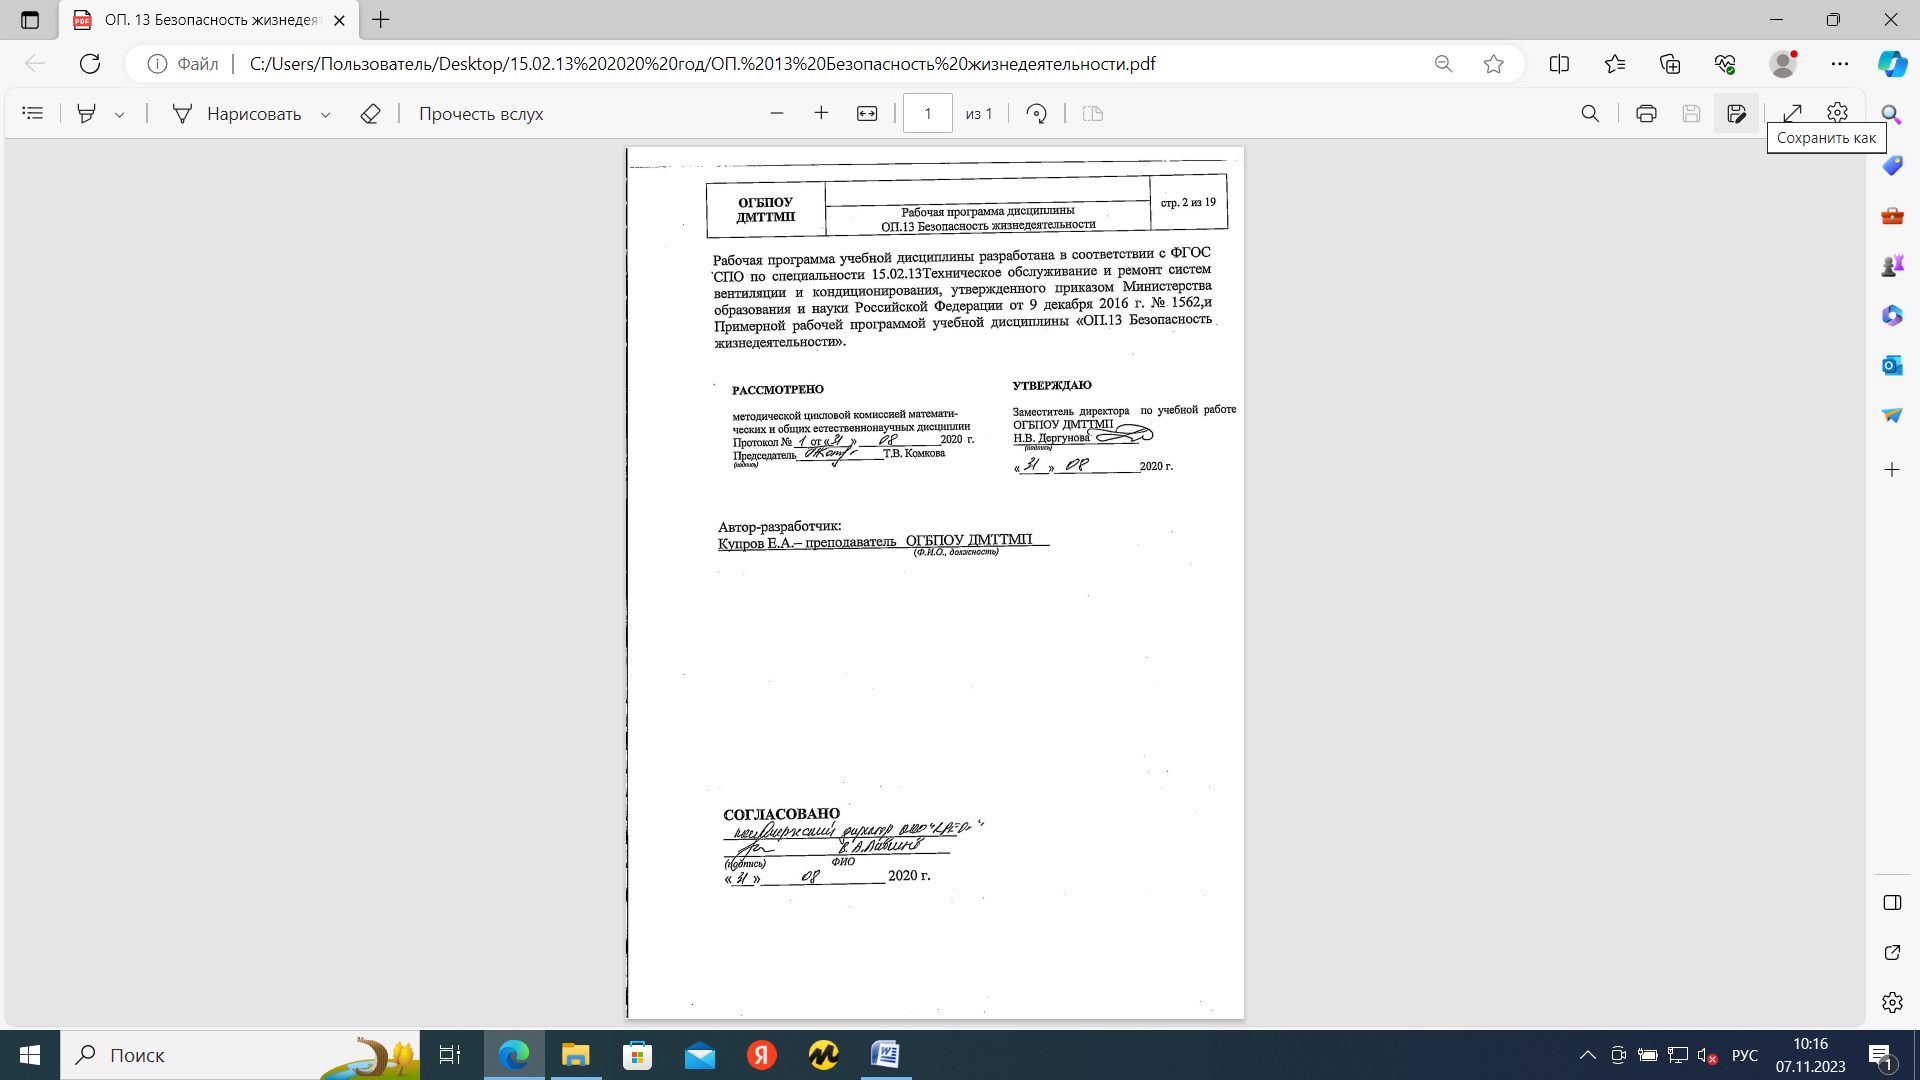 ОП. 13 Безопасность жизнедеят
Файл
C:/Users/Пользователь/Desktop/15.02.13%202020%20год/ОП.%2013%20Безопасность%20жизнедеятельности.pdf
Нарисовать
Прочесть вслух
1
из 1
Сохранить как
ОГБПОУ
ДМТТМП
Рабочая программа дисциплины
ОП.13 Безопасность жизнедеятельности
стр. 2 из 19
Рабочая программа учебной дисциплины разработана в соответствии с ФГОС
СПО по специальности 15.02.13Техническое обслуживание и ремонт систем
вентиляции и кондиционирования, утвержденного приказом Министерства
образования и науки Российской Федерации от 9 декабря 2016 г. № 1562,и
Примерной рабочей программой учебной дисциплины «ОП.13 Безопасность
жизнедеятельности».
РАССМОТРЕНО
методической цикловой комиссией математи-
ческих и общих естественнонаучных дисциплин
Протокол № 1 от «31» 08 2020 г.
Председатель Т.В. Комкова
(подпись)
УТВЕРЖДАЮ
Заместитель директора по учебной работе
ОГБПОУ ДМТТМП
Н.В. Дергунова
(подпись)
«31» 08 2020 г.
Автор-разработчик:
Купров Е.А.– преподаватель ОГБПОУ ДМТТМП
(Ф.И.О., должность)
СОГЛАСОВАНО
директор ООО
(подпись) ФИО
«31» 08 2020 г.
Поиск
РУС
10:16
07.11.2023
1